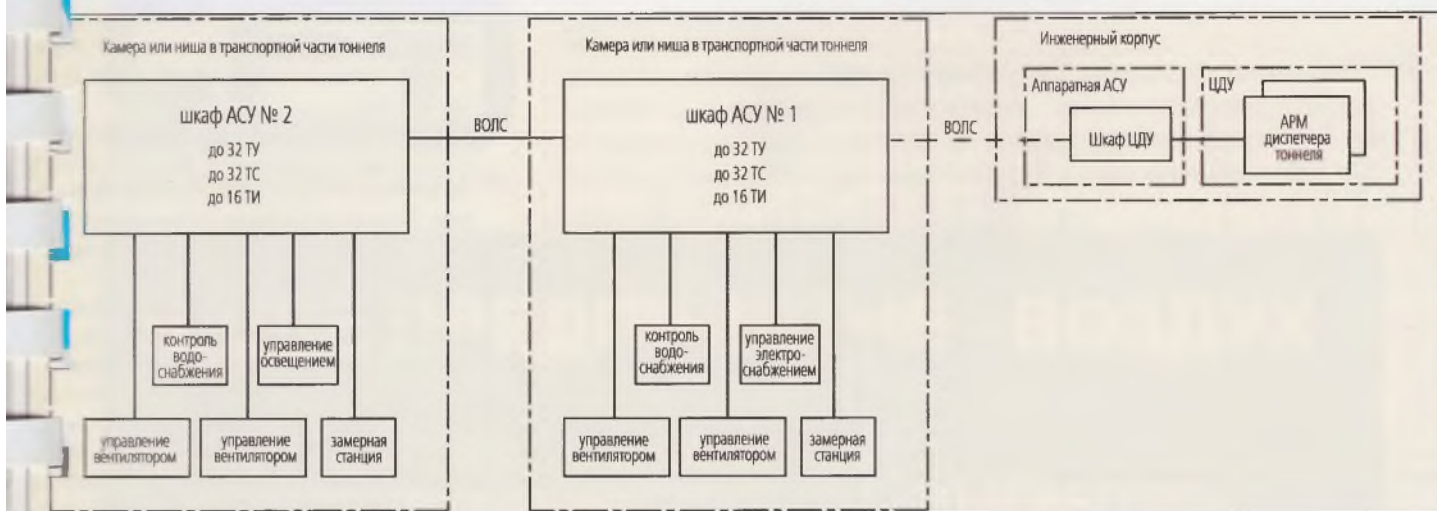 Камера или ниша в транспортной части тоннеля
шкаф АСУ № 2
до 32 ТУ
до 32 ТС
до 16 ТИ
контроль
водо-
снабжения
управление
освещением
управление
вентилятором
управление
вентилятором
замерная
станция
ВОЛС
Камера или ниша в транспортной части тоннеля
шкаф АСУ № 1
до 32 ТУ
до 32 ТС
до 16 ТИ
контроль
водо-
снабжения
управление
электро-
снабжением
управление
вентилятором
управление
вентилятором
замерная
станция
ВОЛС
Инженерный корпус
Аппаратная АСУ
Шкаф ЦДУ
ЦДУ
АРМ
диспетчера
тоннеля